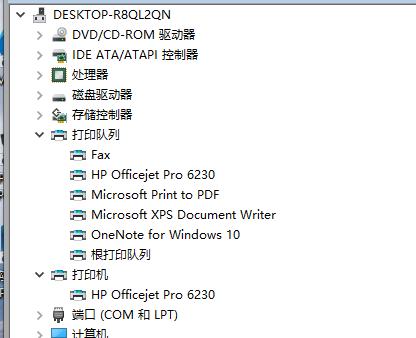 DESKTOP-R8QL2QN
DVD/CD-ROM 驱动器
IDE ATA/ATAPI 控制器
处理器
磁盘驱动器
存储控制器
打印队列
Fax
HP Officejet Pro 6230
Microsoft Print to PDF
Microsoft XPS Document Writer
OneNote for Windows 10
根打印队列
打印机
HP Officejet Pro 6230
端口 (COM 和 LPT)
计算机